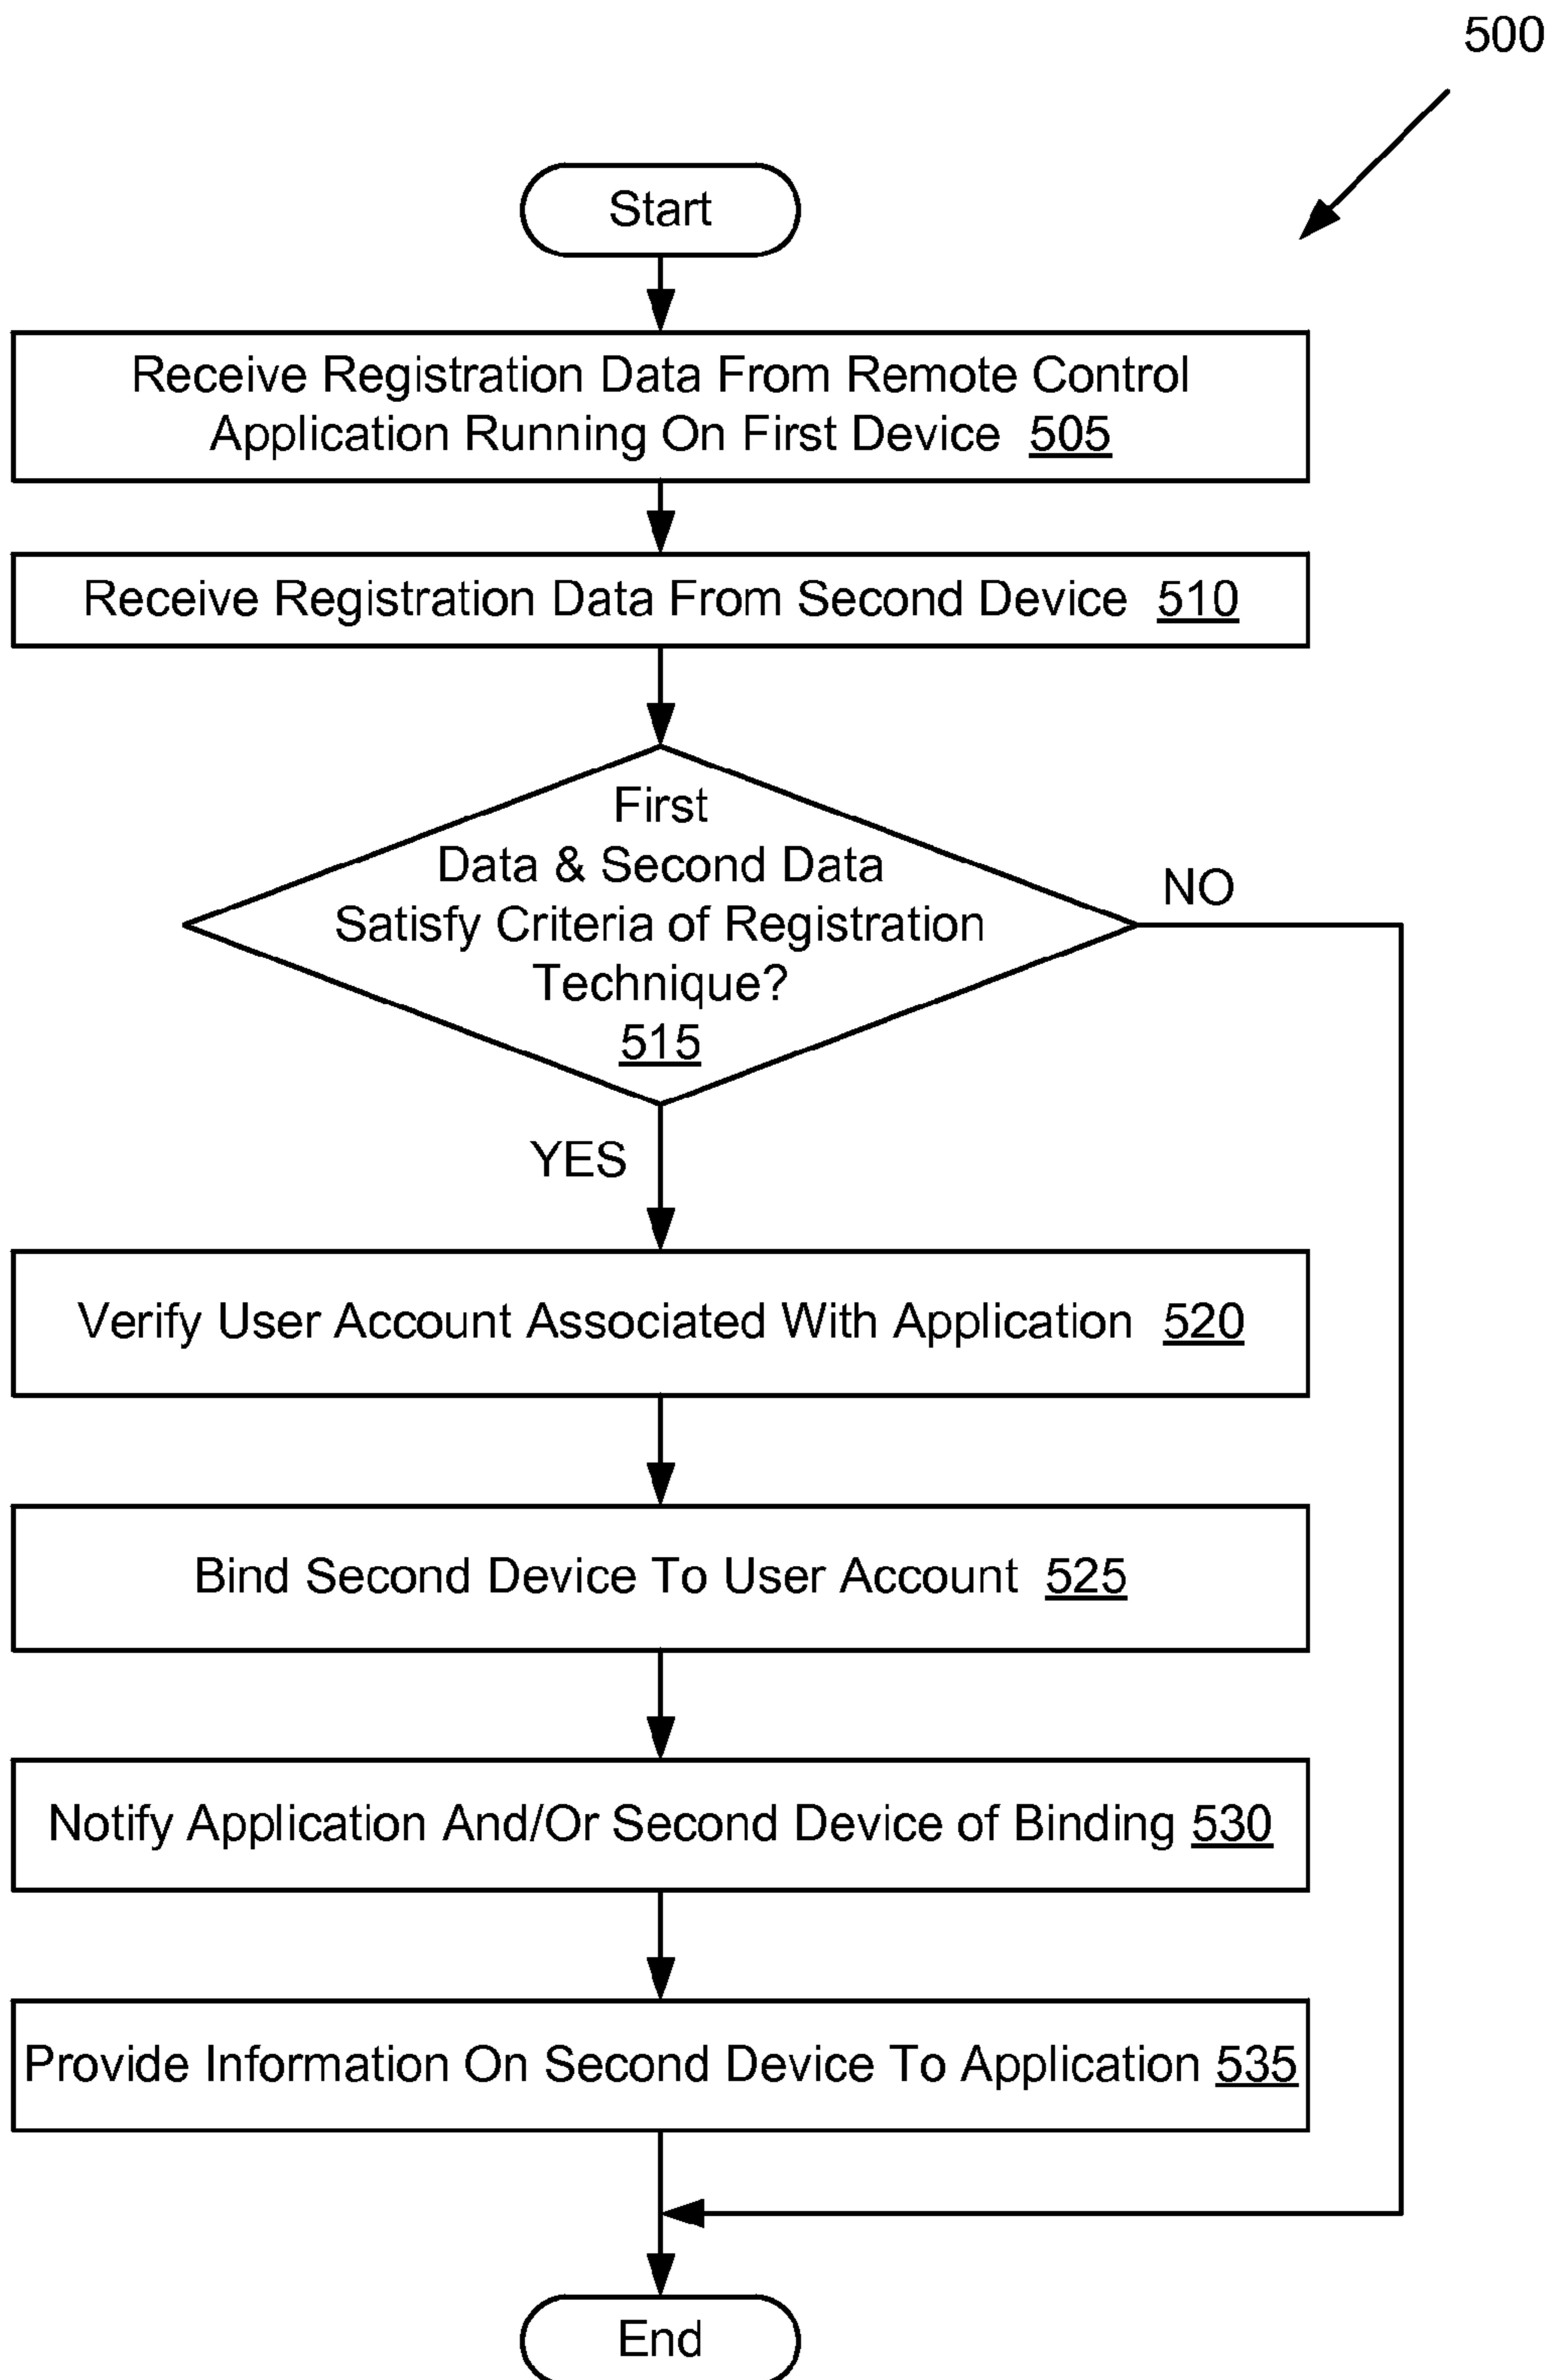 500
Start
Receive Registration Data From Remote Control
Application Running On First Device 505
Receive Registration Data From Second Device 510
First
Data & Second Data
Satisfy Criteria of Registration
Technique?
515
NO
YES
Verify User Account Associated With Application 520
Bind Second Device To User Account 525
Notify Application And/Or Second Device of Binding 530
Provide Information On Second Device To Application 535
End